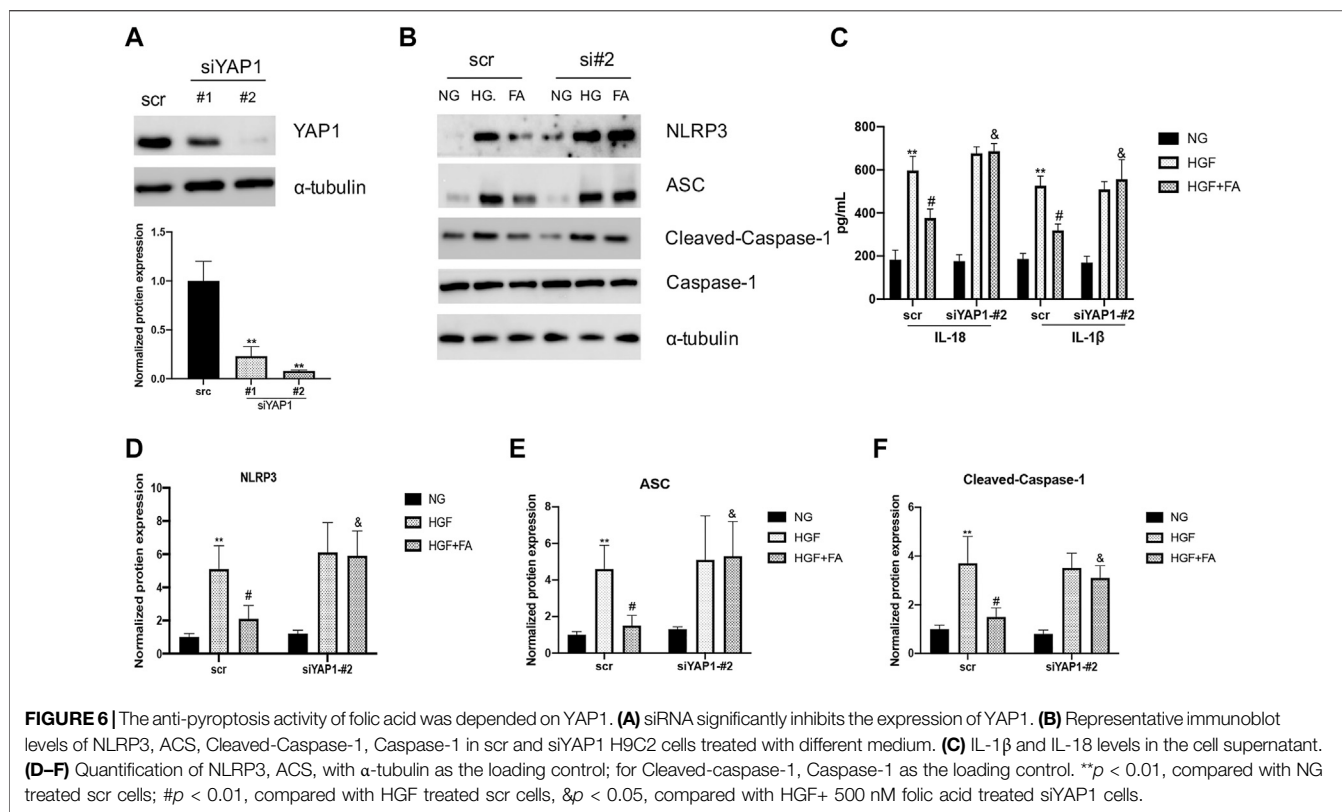 A
siYAP1
scr #1 #2
YAP1
α-tubulin
Normalized protien expression
1.5
1.0
0.5
0.0
**
**
src #1 #2
siYAP1
B
scr si#2
NG HG. FA NG HG FA
NLRP3
ASC
Cleaved-Caspase-1
Caspase-1
α-tubulin
C
pg/mL
800
600
400
200
0
** # & ** # &
scr siYAP1-#2 scr siYAP1-#2
IL-18 IL-1β
NG
HGF
HGF+FA
D
NLRP3
Normalized protien expression
10
8
6
4
2
0
** # &
scr siYAP1-#2
NG
HGF
HGF+FA
E
ASC
Normalized protien expression
8
6
4
2
0
** # &
scr siYAP1-#2
NG
HGF
HGF+FA
F
Cleaved-Caspase-1
Normalized protien expression
6
4
2
0
** # &
scr siYAP1-#2
NG
HGF
HGF+FA
FIGURE 6 | The anti-pyroptosis activity of folic acid was depended on YAP1. (A) siRNA significantly inhibits the expression of YAP1. (B) Representative immunoblot
levels of NLRP3, ACS, Cleaved-Caspase-1, Caspase-1 in scr and siYAP1 H9C2 cells treated with different medium. (C) IL-1β and IL-18 levels in the cell supernatant.
(D–F) Quantification of NLRP3, ACS, with α-tubulin as the loading control; for Cleaved-caspase-1, Caspase-1 as the loading control. **p < 0.01, compared with NG
treated scr cells; #p < 0.01, compared with HGF treated scr cells, &p < 0.05, compared with HGF+ 500 nM folic acid treated siYAP1 cells.